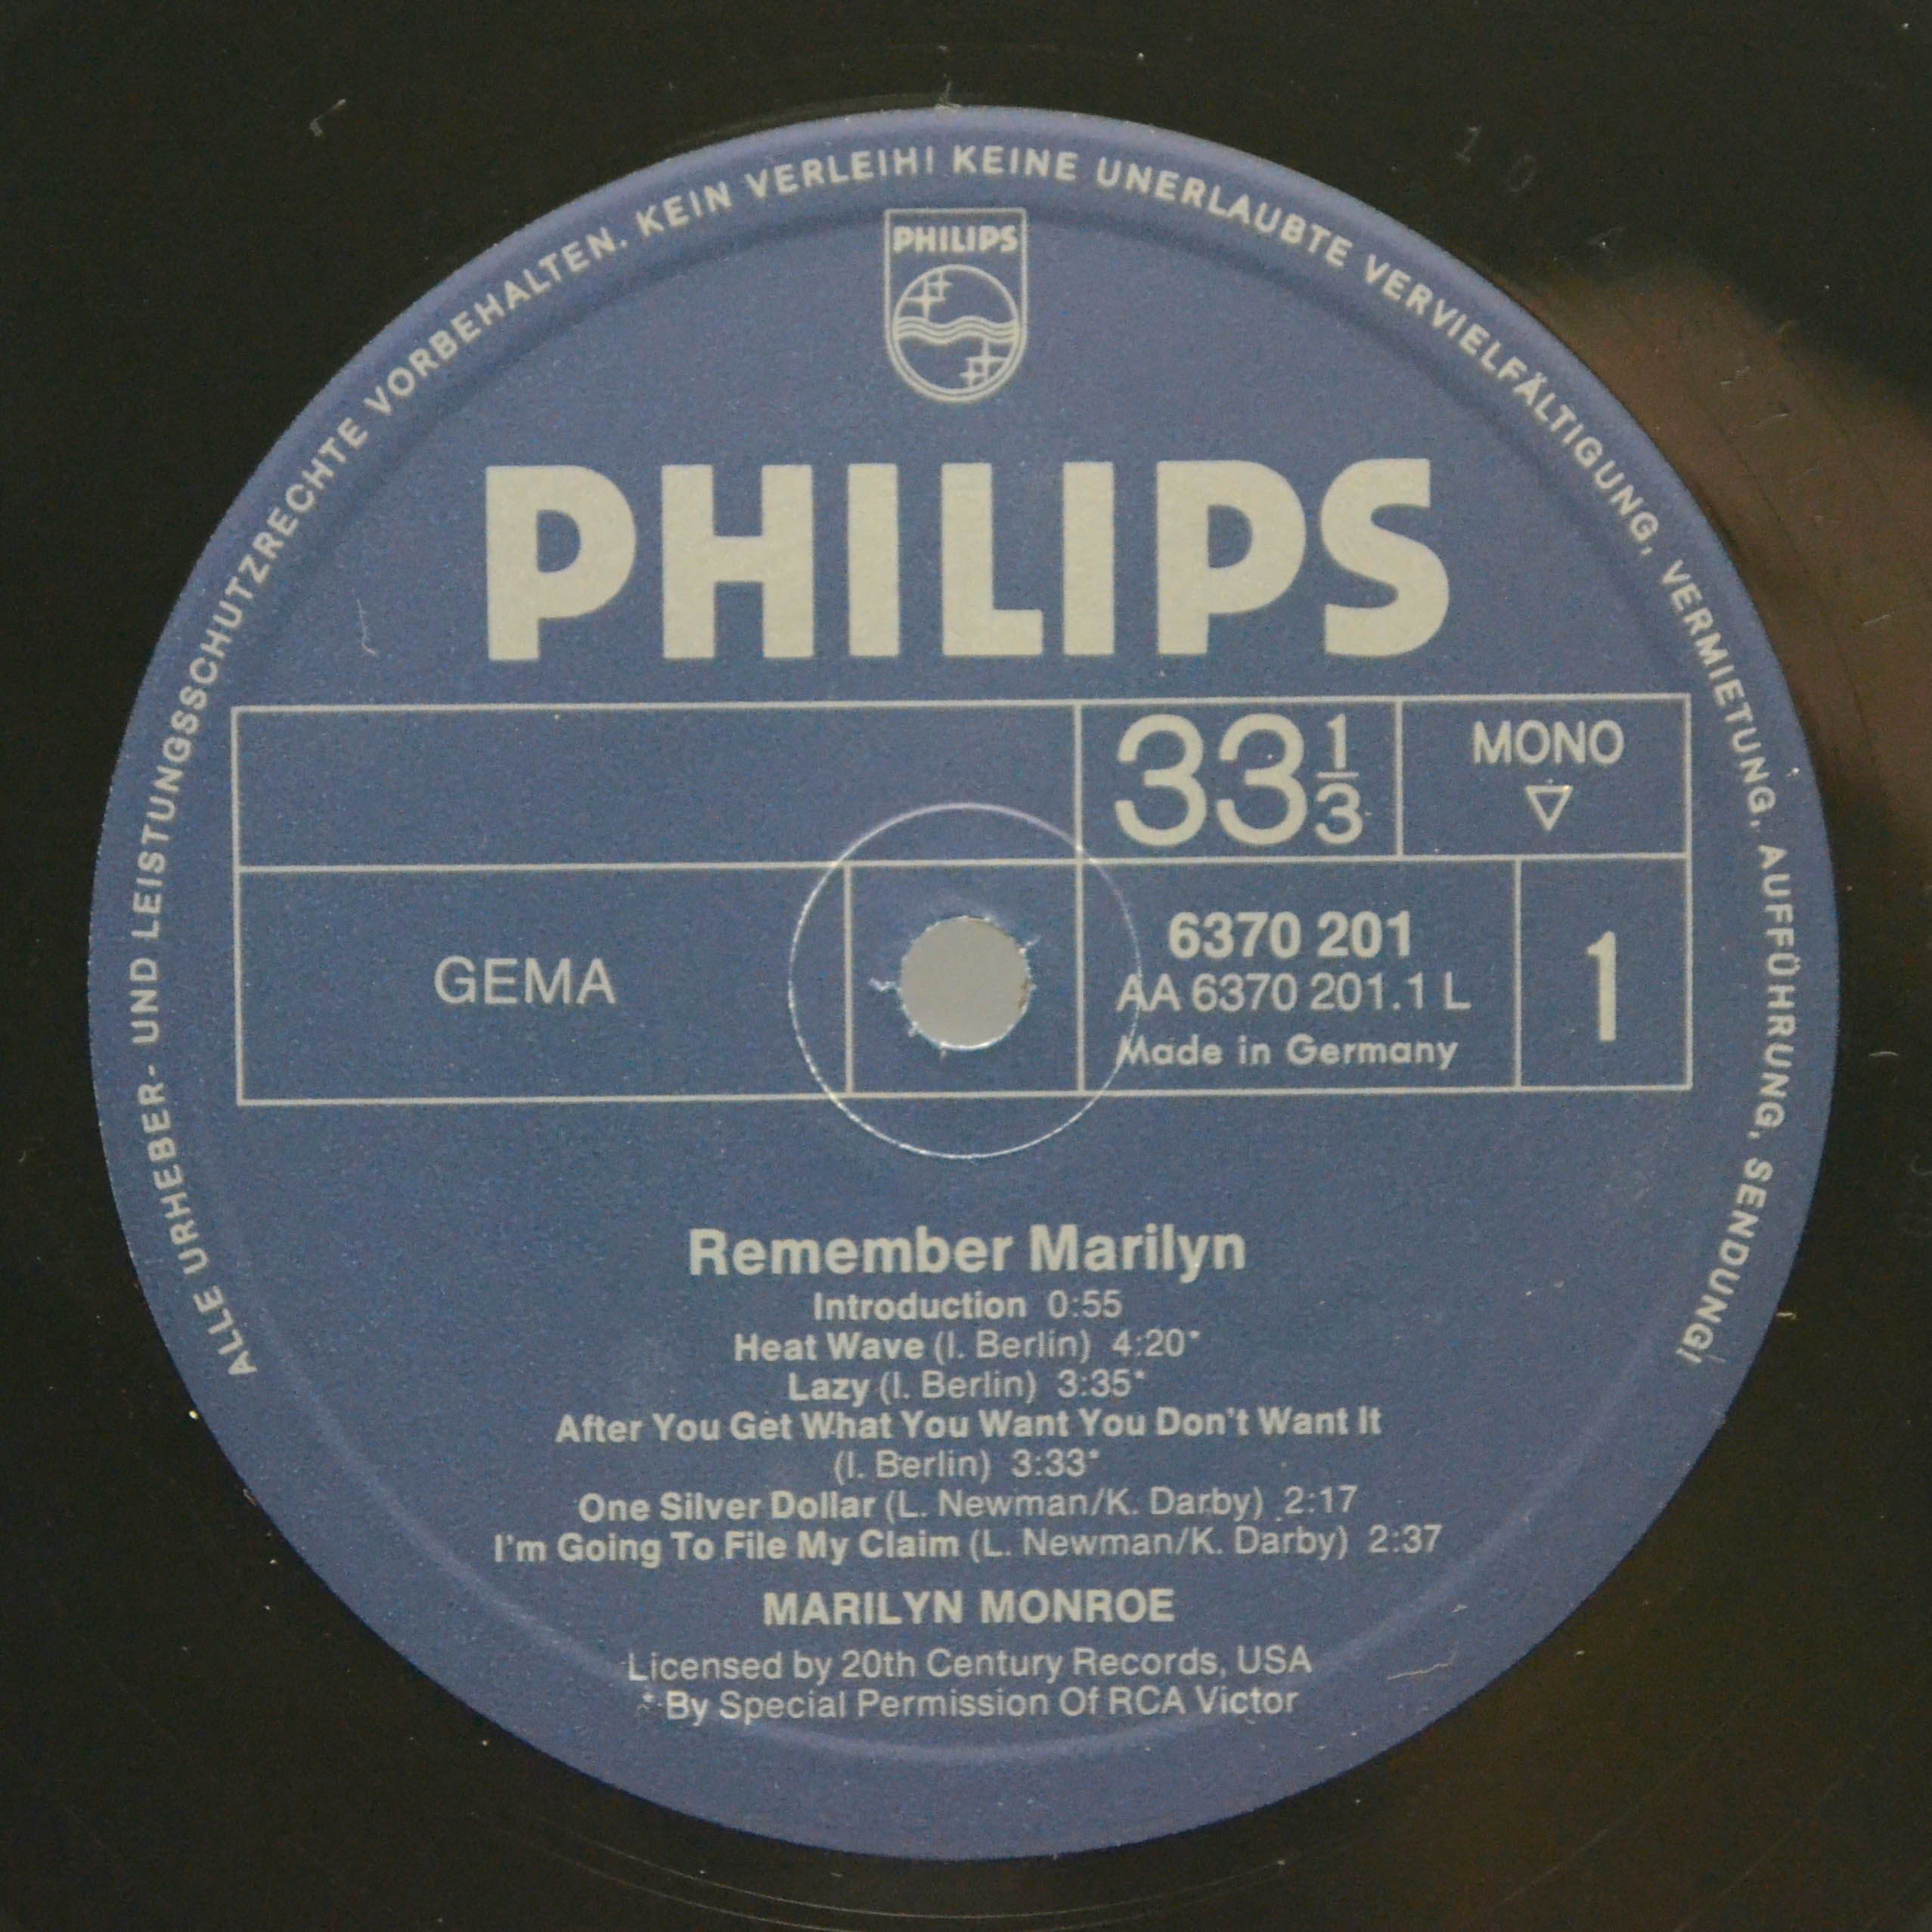 ALLE URHEBER- UND LEISTUNGSSCHUTZRECHTE VORBEHALTEN. KEIN VERLEIH! KEINE UNERLAUBTE VERVIELFÄLTIGUNG, VERMIETUNG, AUFFÜHRUNG, SENDUNG!
PHILIPS
PHILIPS
33 1/3
MONO
GEMA
6370 201
AA 6370 201.1 L
Made in Germany
1
Remember Marilyn
Introduction 0:55
Heat Wave (I. Berlin) 4:20*
Lazy (I. Berlin) 3:35*
After You Get What You Want You Don't Want It
(I. Berlin) 3:33*
One Silver Dollar (L. Newman/K. Darby) 2:17
I'm Going To File My Claim (L. Newman/K. Darby) 2:37
MARILYN MONROE
Licensed by 20th Century Records, USA
* By Special Permission Of RCA Victor